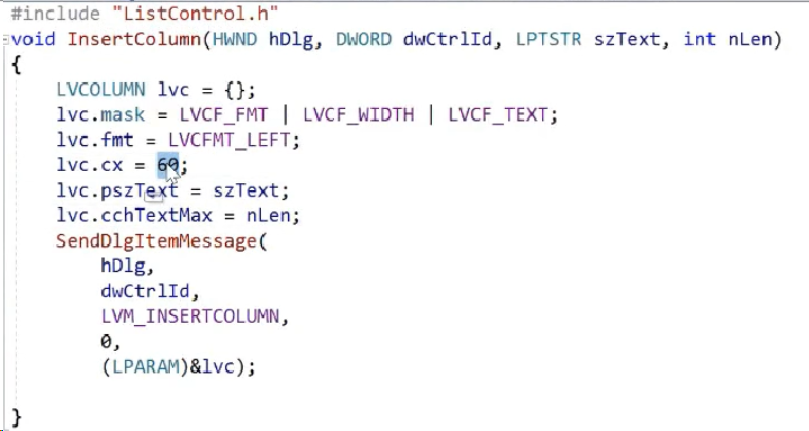 #include "ListControl.h"
void InsertColumn(HWND hDlg, DWORD dwCtrlId, LPTSTR szText, int nLen)
{
    LVCOLUMN lvc = {};
    lvc.mask = LVCF_FMT | LVCF_WIDTH | LVCF_TEXT;
    lvc.fmt = LVCFMT_LEFT;
    lvc.cx = 60;
    lvc.pszText = szText;
    lvc.cchTextMax = nLen;
    SendDlgItemMessage(
        hDlg,
        dwCtrlId,
        LVM_INSERTCOLUMN,
        0,
        (LPARAM)&lvc);
}